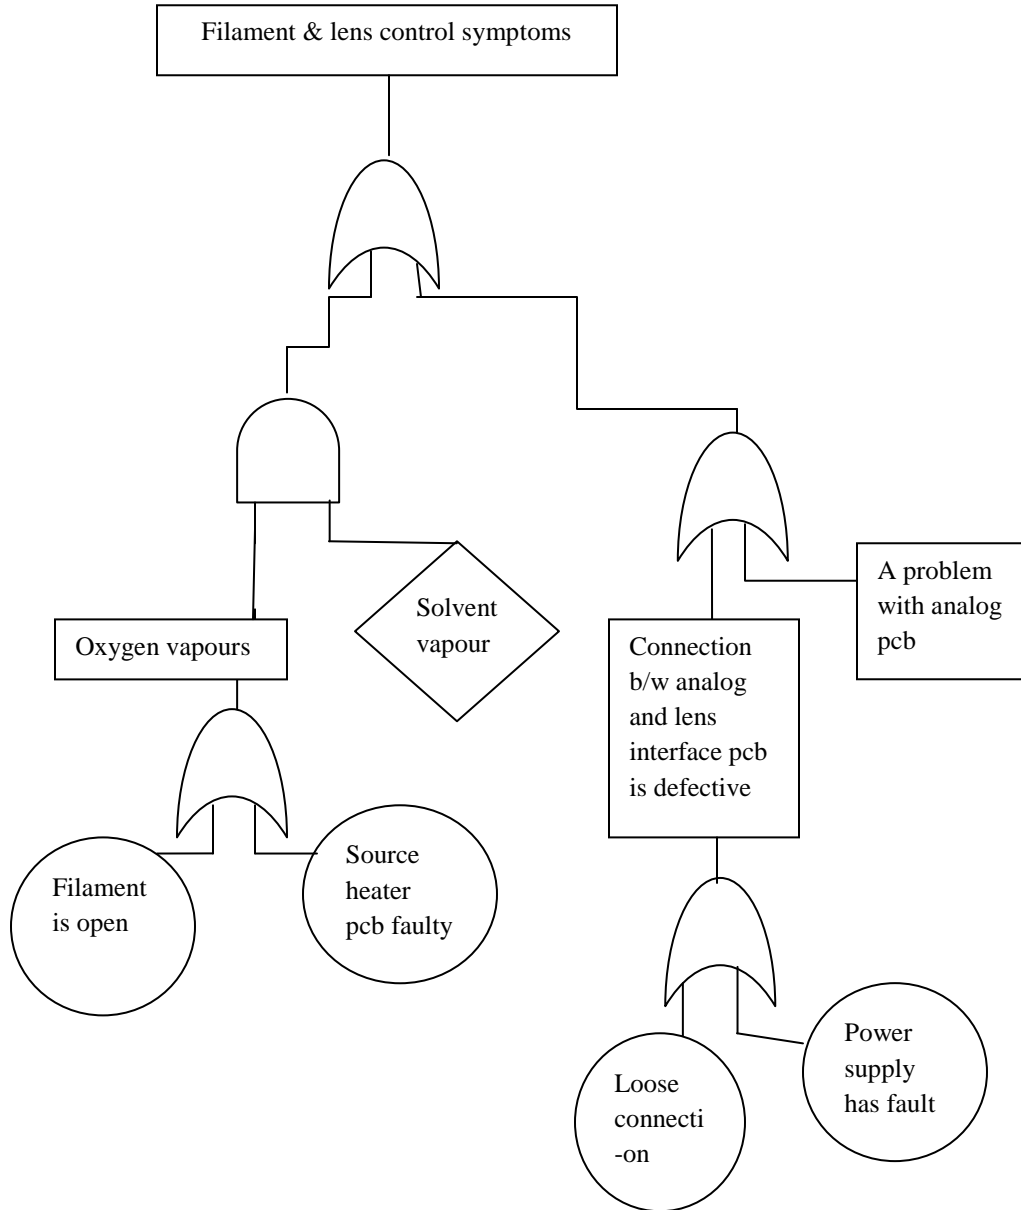 Filament & lens control symptoms
Oxygen vapours
Solvent
vapour
A problem
with analog
pcb
Connection
b/w analog
and lens
interface pcb
is defective
Filament
is open
Source
heater
pcb faulty
Loose
connecti
-on
Power
supply
has fault